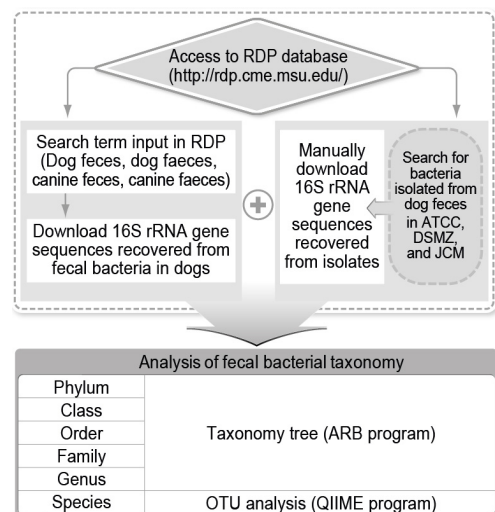 Access to RDP database
(http://rdp.cme.msu.edu/)
Search term input in RDP
(Dog feces, dog faeces,
canine feces, canine faeces)
Download 16S rRNA gene
sequences recovered from
fecal bacteria in dogs
+
Manually
download
16S rRNA
gene
sequences
recovered
from isolates
Search for
bacteria
isolated from
dog feces
in ATCC,
DSMZ,
and JCM
Analysis of fecal bacterial taxonomy
Phylum
Class
Order
Family
Genus
Taxonomy tree (ARB program)
Species
OTU analysis (QIIME program)